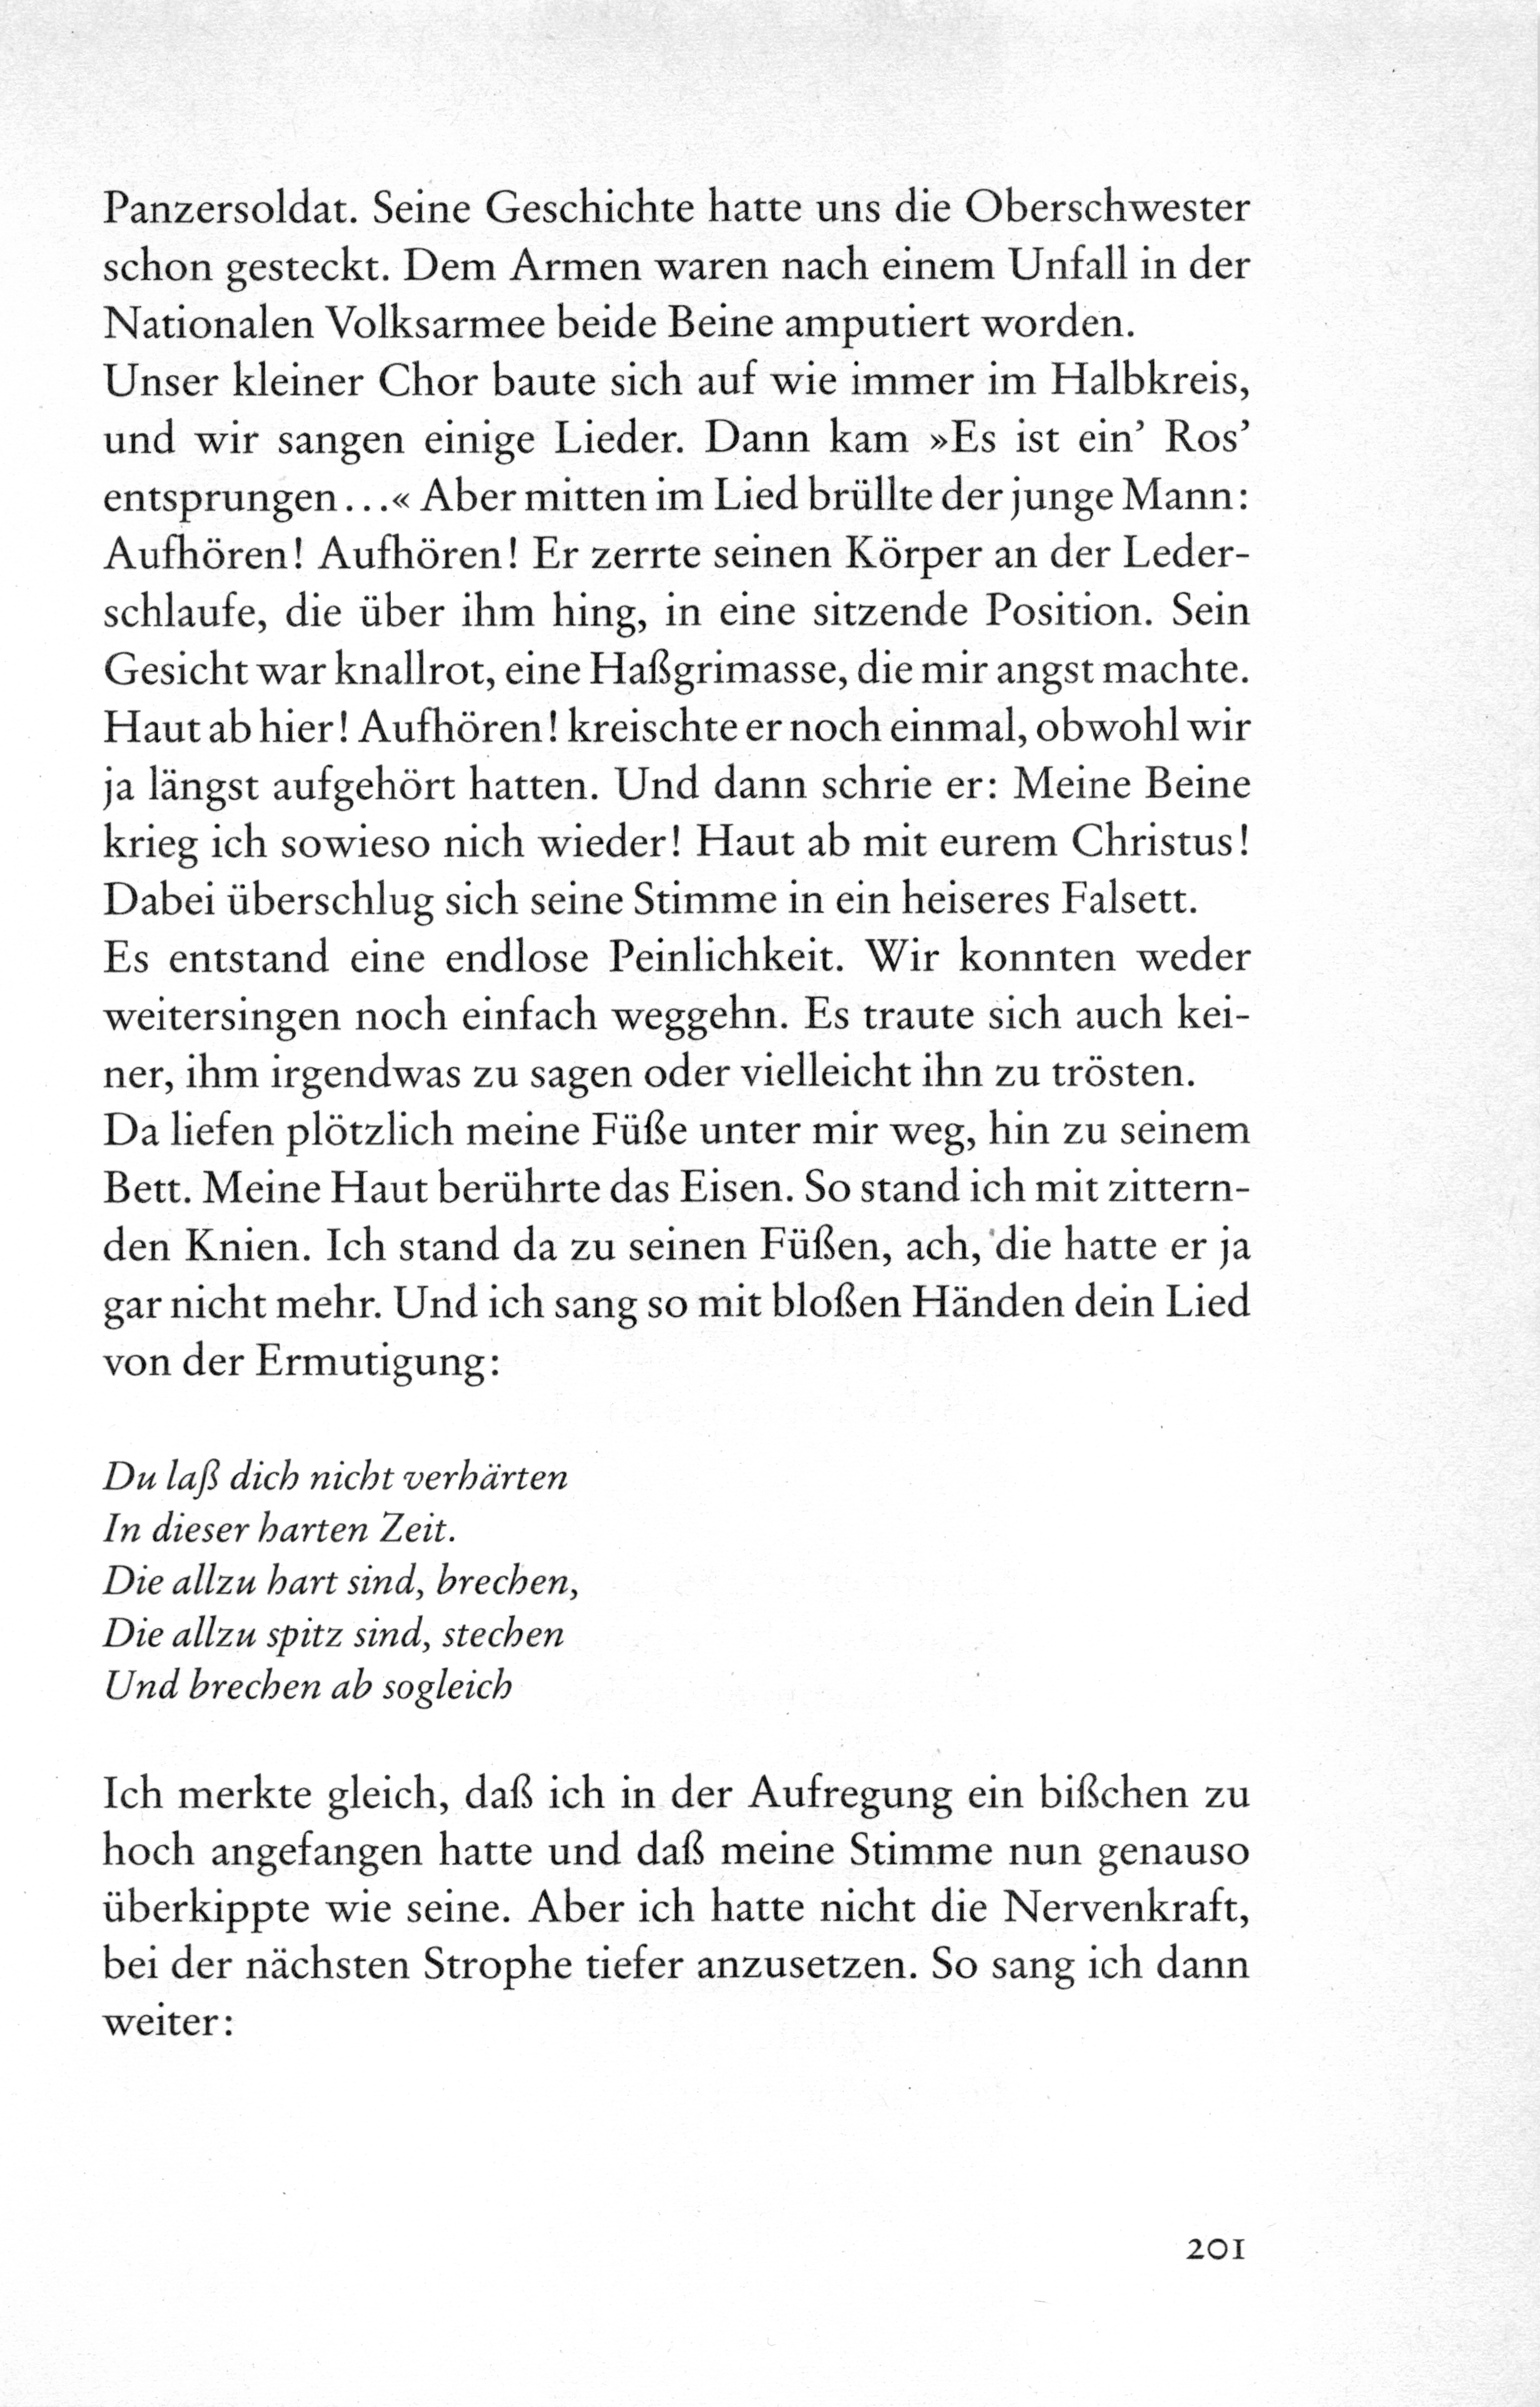 Panzersoldat. Seine Geschichte hatte uns die Oberschwester
schon gesteckt. Dem Armen waren nach einem Unfall in der
Nationalen Volksarmee beide Beine amputiert worden.
Unser kleiner Chor baute sich auf wie immer im Halbkreis,
und wir sangen einige Lieder. Dann kam »Es ist ein’ Ros’
entsprungen...« Aber mitten im Lied brüllte der junge Mann:
Aufhören! Aufhören! Er zerrte seinen Körper an der Leder-
schlaufe, die über ihm hing, in eine sitzende Position. Sein
Gesicht war knallrot, eine Haßgrimasse, die mir angst machte.
Haut ab hier! Aufhören! kreischte er noch einmal, obwohl wir
ja längst aufgehört hatten. Und dann schrie er: Meine Beine
krieg ich sowieso nich wieder! Haut ab mit eurem Christus!
Dabei überschlug sich seine Stimme in ein heiseres Falsett.
Es entstand eine endlose Peinlichkeit. Wir konnten weder
weitersingen noch einfach weggehn. Es traute sich auch kei-
ner, ihm irgendwas zu sagen oder vielleicht ihn zu trösten.
Da liefen plötzlich meine Füße unter mir weg, hin zu seinem
Bett. Meine Haut berührte das Eisen. So stand ich mit zittern-
den Knien. Ich stand da zu seinen Füßen, ach, die hatte er ja
gar nicht mehr. Und ich sang so mit bloßen Händen dein Lied
von der Ermutigung:
Du laß dich nicht verhärten
In dieser harten Zeit.
Die allzu hart sind, brechen,
Die allzu spitz sind, stechen
Und brechen ab sogleich
Ich merkte gleich, daß ich in der Aufregung ein bißchen zu
hoch angefangen hatte und daß meine Stimme nun genauso
überkippte wie seine. Aber ich hatte nicht die Nervenkraft,
bei der nächsten Strophe tiefer anzusetzen. So sang ich dann
weiter:
201